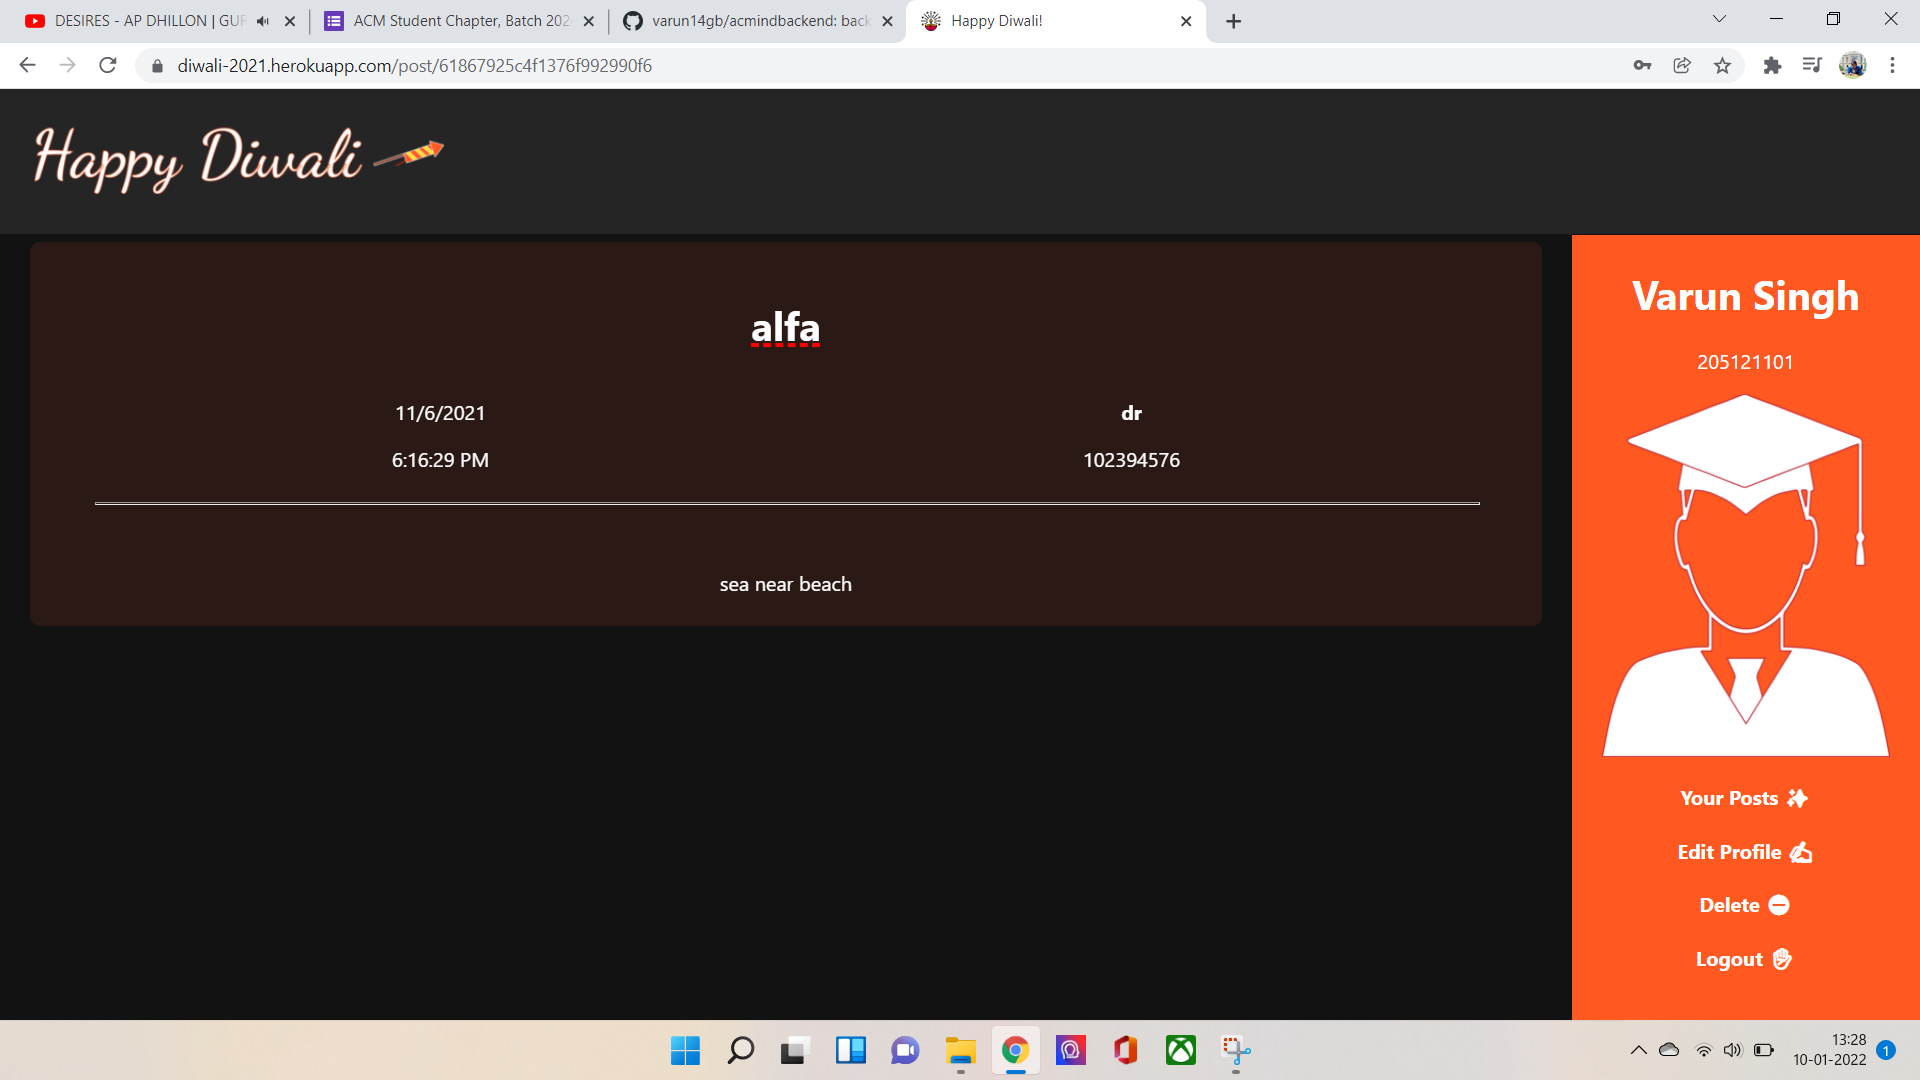 DESIRES - AP DHILLON | GUR
ACM Student Chapter, Batch 202
varun14gb/acmindbackend: back
Happy Diwali!
diwali-2021.herokuapp.com/post/61867925c4f1376f992990f6
Happy Diwali
alfa
11/6/2021
dr
6:16:29 PM
102394576
sea near beach
Varun Singh
205121101
Your Posts
Edit Profile
Delete
Logout
13:28
10-01-2022
1